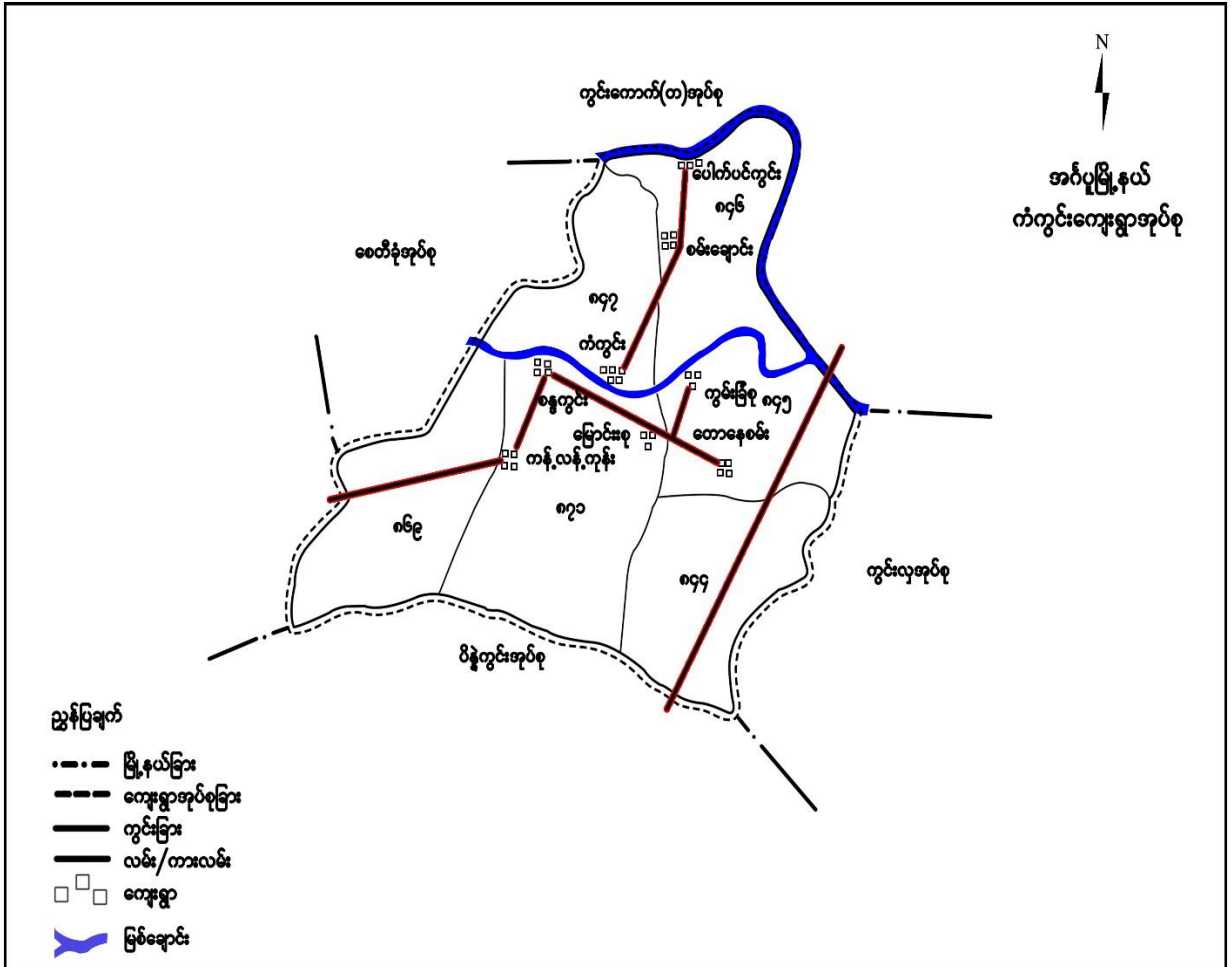 N
ကွင်းကောက်(တ)အုပ်စု
အင်္ဂပူမြို့နယ်
ကံကွင်းကျေးရွာအုပ်စု
ပေါက်ပင်ကွင်း
၈၄၆
စမ်းချောင်း
စေတီခုံအုပ်စု
၈၄၇
ကံကွင်း
စန္ဒကွင်း
ကွမ်းခြံစု
၈၄၅
မြောင်းစု
တောနေစမ်း
ကန့်လန့်ကုန်း
၈၇၁
၈၆၉
၈၄၄
ကွင်းလှအုပ်စု
ပိန္နဲကွင်းအုပ်စု
ညွှန်ပြချက်
မြို့နယ်ခြား
ကျေးရွာအုပ်စုခြား
ကွင်းခြား
လမ်း/ကားလမ်း
ကျေးရွာ
မြစ်ချောင်း